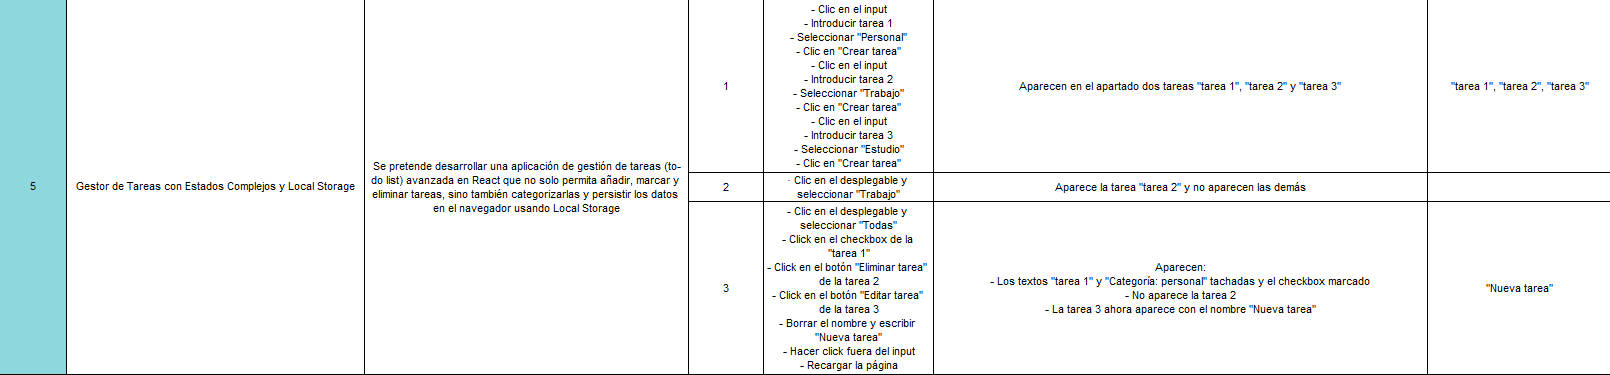 5
Gestor de Tareas con Estados Complejos y Local Storage
Se pretende desarrollar una aplicación de gestión de tareas (to-
do list) avanzada en React que no solo permita añadir, marcar y
eliminar tareas, sino también categorizarlas y persistir los datos
en el navegador usando Local Storage
1
- Clic en el input
- Introducir tarea 1
- Seleccionar "Personal"
- Clic en "Crear tarea"
- Clic en el input
- Introducir tarea 2
- Seleccionar "Trabajo"
- Clic en "Crear tarea"
- Clic en el input
- Introducir tarea 3
- Seleccionar "Estudio"
- Clic en "Crear tarea"
Aparecen en el apartado dos tareas "tarea 1", "tarea 2" y "tarea 3"
"tarea 1", "tarea 2", "tarea 3"
2
- Clic en el desplegable y
seleccionar "Trabajo"
Aparece la tarea "tarea 2" y no aparecen las demás
3
- Clic en el desplegable y
seleccionar "Todas"
- Click en el checkbox de la
"tarea 1"
- Click en el botón "Eliminar tarea"
de la tarea 2
- Click en el botón "Editar tarea"
de la tarea 3
- Borrar el nombre y escribir
"Nueva tarea"
- Hacer click fuera del input
- Recargar la página
Aparecen:
- Los textos "tarea 1" y "Categoría: personal" tachadas y el checkbox marcado
- No aparece la tarea 2
- La tarea 3 ahora aparece con el nombre "Nueva tarea"
"Nueva tarea"